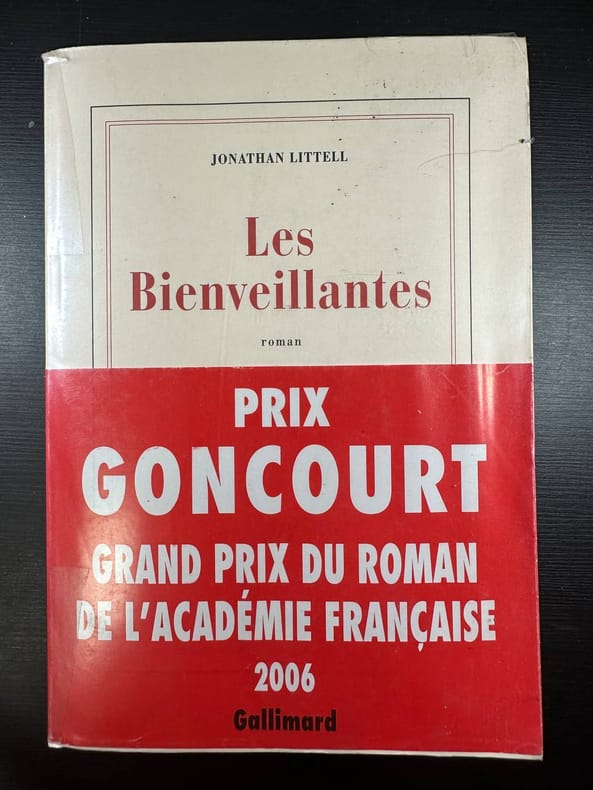 JONATHAN LITTELL
Les
Bienveillantes
roman
PRIX
GONCOURT
GRAND PRIX DU ROMAN
DE L'ACADÉMIE FRANÇAISE
2006
Gallimard